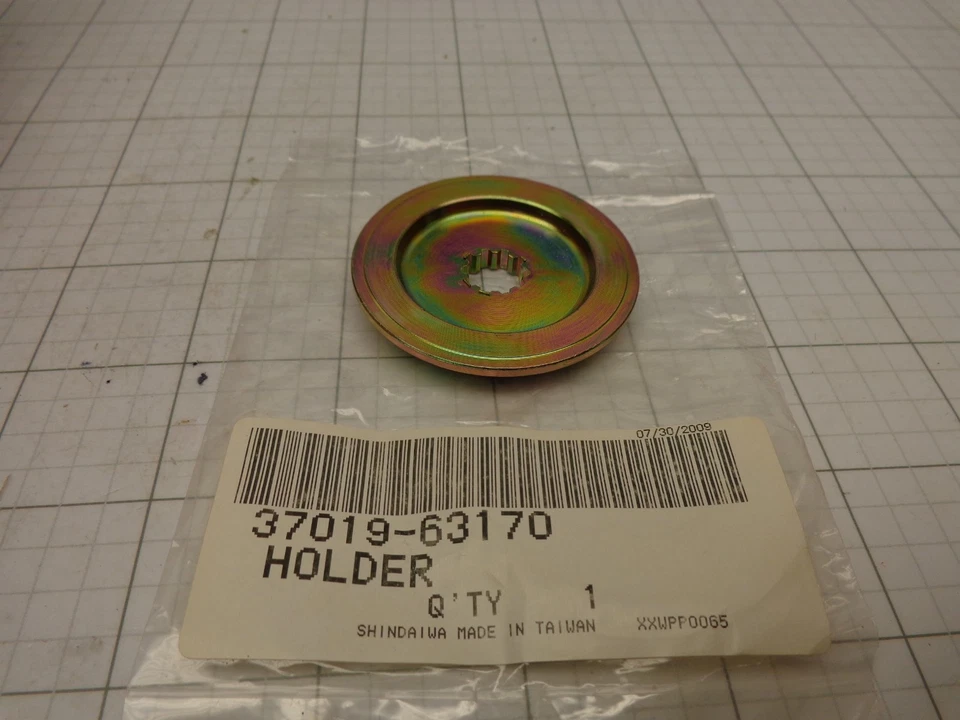 07/30/2009
37019-63170
HOLDER
Q'TY 1
SHINDAIWA MADE IN TAIWAN XXWPP0065